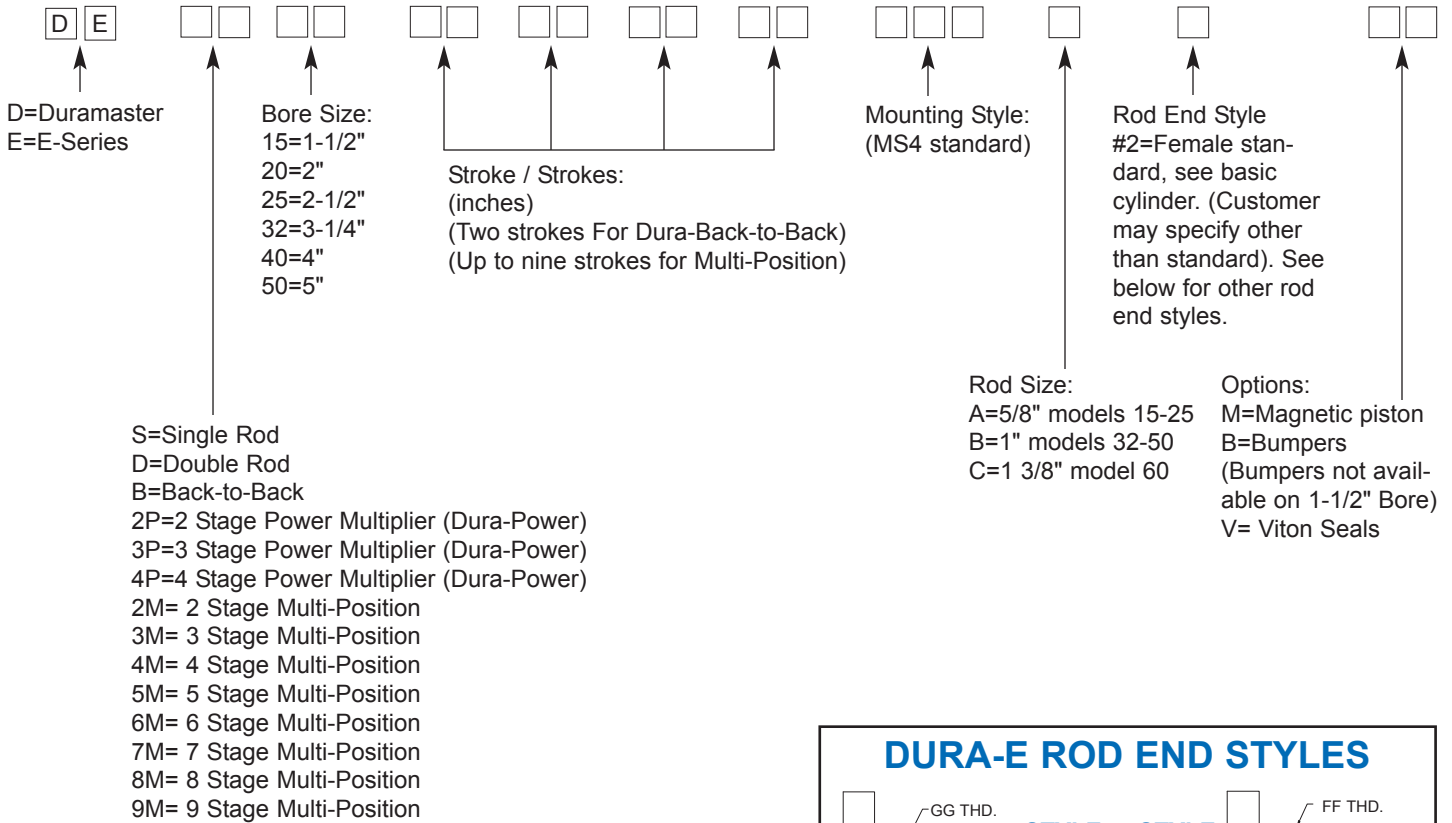 D E
D=Duramaster
E=E-Series
Bore Size:
15=1-1/2"
20=2"
25=2-1/2"
32=3-1/4"
40=4"
50=5"
Stroke / Strokes:
(inches)
(Two strokes For Dura-Back-to-Back)
(Up to nine strokes for Multi-Position)
Mounting Style:
(MS4 standard)
Rod End Style
#2=Female stan-
dard, see basic
cylinder. (Customer
may specify other
than standard). See
below for other rod
end styles.
Rod Size:
A=5/8" models 15-25
B=1" models 32-50
C=1 3/8" model 60
Options:
M=Magnetic piston
B=Bumpers
(Bumpers not avail-
able on 1-1/2" Bore)
V= Viton Seals
S=Single Rod
D=Double Rod
B=Back-to-Back
2P=2 Stage Power Multiplier (Dura-Power)
3P=3 Stage Power Multiplier (Dura-Power)
4P=4 Stage Power Multiplier (Dura-Power)
2M= 2 Stage Multi-Position
3M= 3 Stage Multi-Position
4M= 4 Stage Multi-Position
5M= 5 Stage Multi-Position
6M= 6 Stage Multi-Position
7M= 7 Stage Multi-Position
8M= 8 Stage Multi-Position
9M= 9 Stage Multi-Position
DURA-E ROD END STYLES
GG THD.
FF THD.